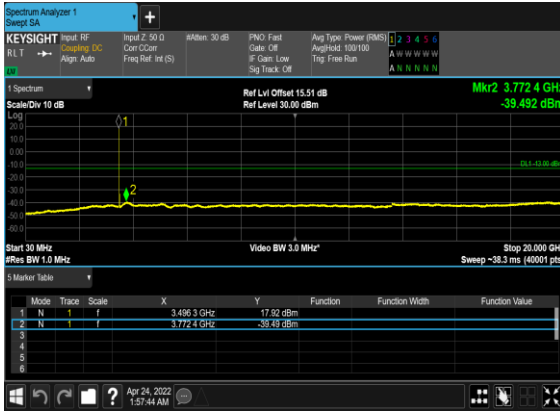 Spectrum Analyzer 1
Swept SA
+
KEYSIGHT Input: RF Input Z: 50 Ω #Atten: 30 dB PNO: Fast Avg Type: Power (RMS) 1 2 3 4 5 6
RLT Coupling: DC Corr CCorr Gate: Off Avg|Hold: 100/100 A W W W W W
Align: Auto Freq Ref: Int (S) IF Gain: Low Trig: Free Run
Sig Track: Off A N N N N N
1 Spectrum Ref Lvl Offset 15.51 dB Mkr2 3.772 4 GHz
Scale/Div 10 dB Ref Level 30.00 dBm -39.492 dBm
Log
20.0
10.0
0.00
-10.0
-20.0
-30.0
-40.0
-50.0
-60.0
1
2
DL1 -13.00 dBm
Start 30 MHz Video BW 3.0 MHz* Stop 20.000 GHz
#Res BW 1.0 MHz Sweep ~38.3 ms (40001 pts)
5 Marker Table
Mode Trace Scale X Y Function Function Width Function Value
1 N 1 f 3.496 3 GHz 17.92 dBm
2 N 1 f 3.772 4 GHz -39.49 dBm
3
4
5
6
? Apr 24, 2022
1:57:44 AM